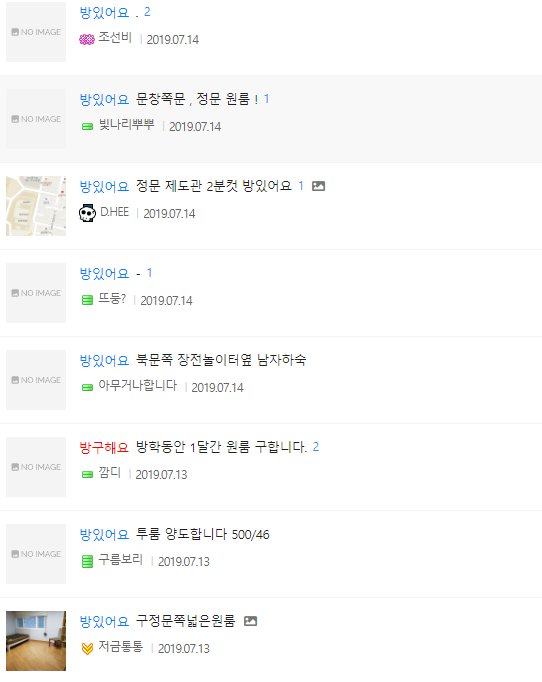 방있어요 . 2
NO IMAGE
조선비 2019.07.14
방있어요 문창쪽문 , 정문 원룸 ! 1
NO IMAGE
빛나리뿌뿌 2019.07.14
방있어요 정문 제도관 2분컷 방있어요 1
D.HEE 2019.07.14
방있어요 - 1
NO IMAGE
뜨둥? 2019.07.14
방있어요 북문쪽 장전놀이터옆 남자하숙
NO IMAGE
아무거나합니다 2019.07.14
방구해요 방학동안 1달간 원룸 구합니다. 2
NO IMAGE
깜디 2019.07.13
방있어요 투룸 양도합니다 500/46
NO IMAGE
구름보리 2019.07.13
방있어요 구정문쪽넓은원룸
저금통통 2019.07.13